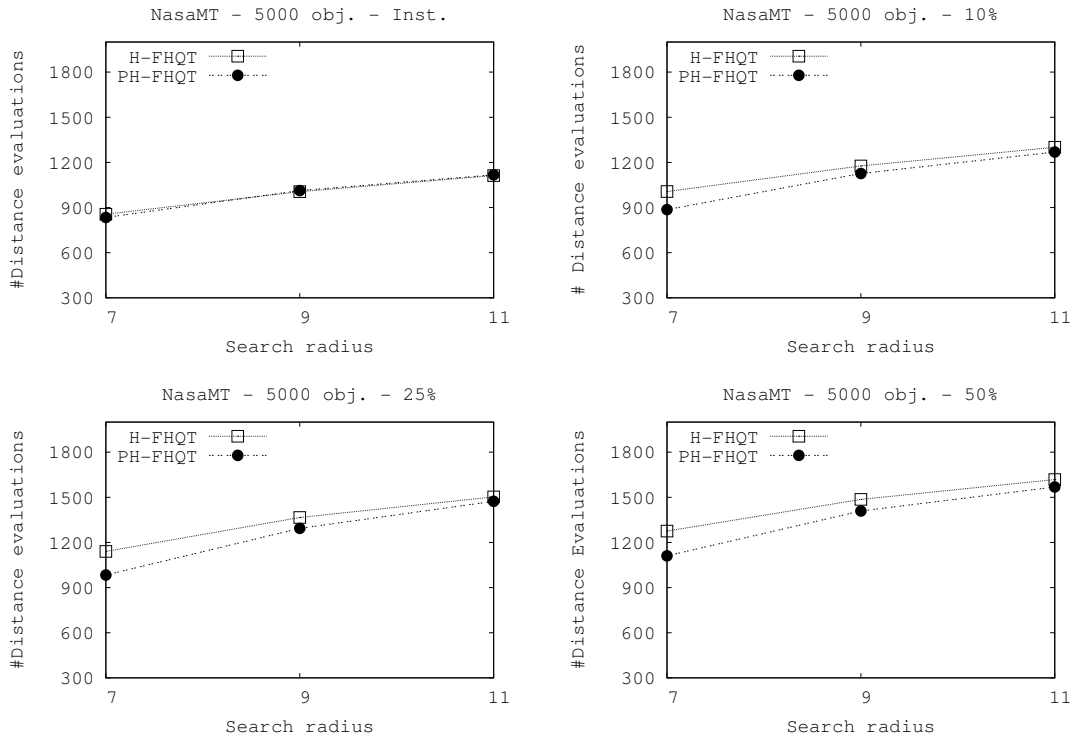 NasaMT - 5000 obj. - Inst.
#Distance evaluations
1800
1500
1200
900
600
300
H-FHQT
PH-FHQT
7
9
11
Search radius
NasaMT - 5000 obj. - 10%
# Distance evaluations
1800
1500
1200
900
600
300
H-FHQT
PH-FHQT
7
9
11
Search radius
NasaMT - 5000 obj. - 25%
#Distance evaluations
1800
1500
1200
900
600
300
H-FHQT
PH-FHQT
7
9
11
Search radius
NasaMT - 5000 obj. - 50%
#Distance Evaluations
1800
1500
1200
900
600
300
H-FHQT
PH-FHQT
7
9
11
Search radius